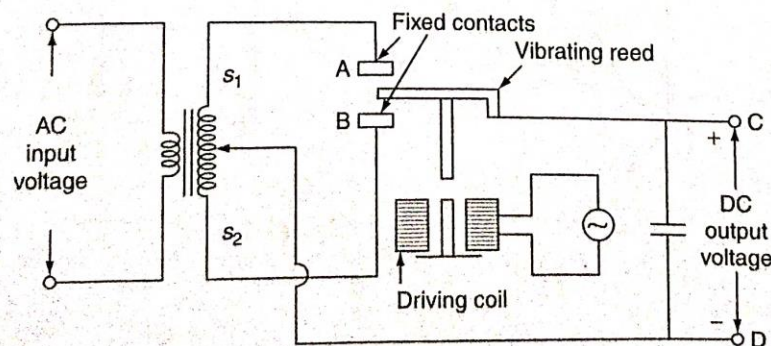 Fixed contacts
A
Vibrating reed
S₁
B
C
+
AC
input
voltage
DC
output
voltage
S₂
~
Driving coil
−
D